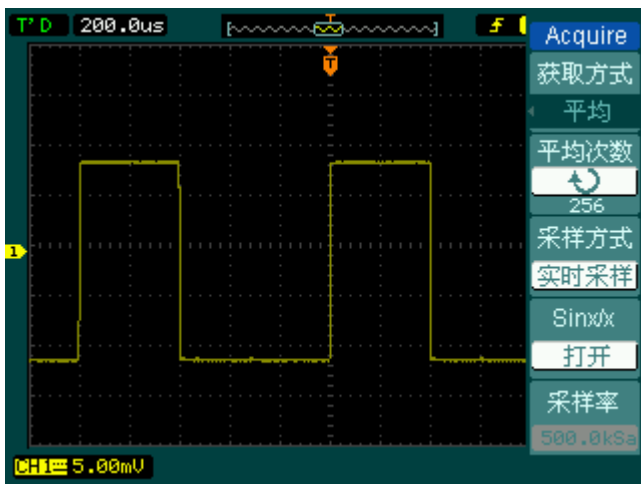 T'D 200.0us
T
T
1
CH1 5.00mV
Acquire
获取方式
平均
平均次数
256
采样方式
实时采样
Sinx/x
打开
采样率
500.0kSa